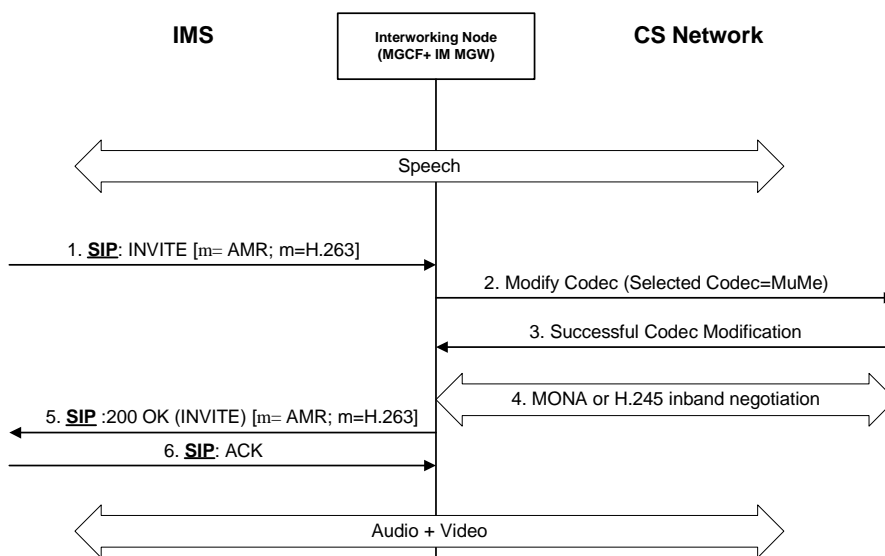 IMS
Interworking Node
(MGCF+ IM MGW)
CS Network
Speech
1. SIP: INVITE [m= AMR; m=H.263]
2. Modify Codec (Selected Codec=MuMe)
3. Successful Codec Modification
4. MONA or H.245 inband negotiation
5. SIP :200 OK (INVITE) [m= AMR; m=H.263]
6. SIP: ACK
Audio + Video